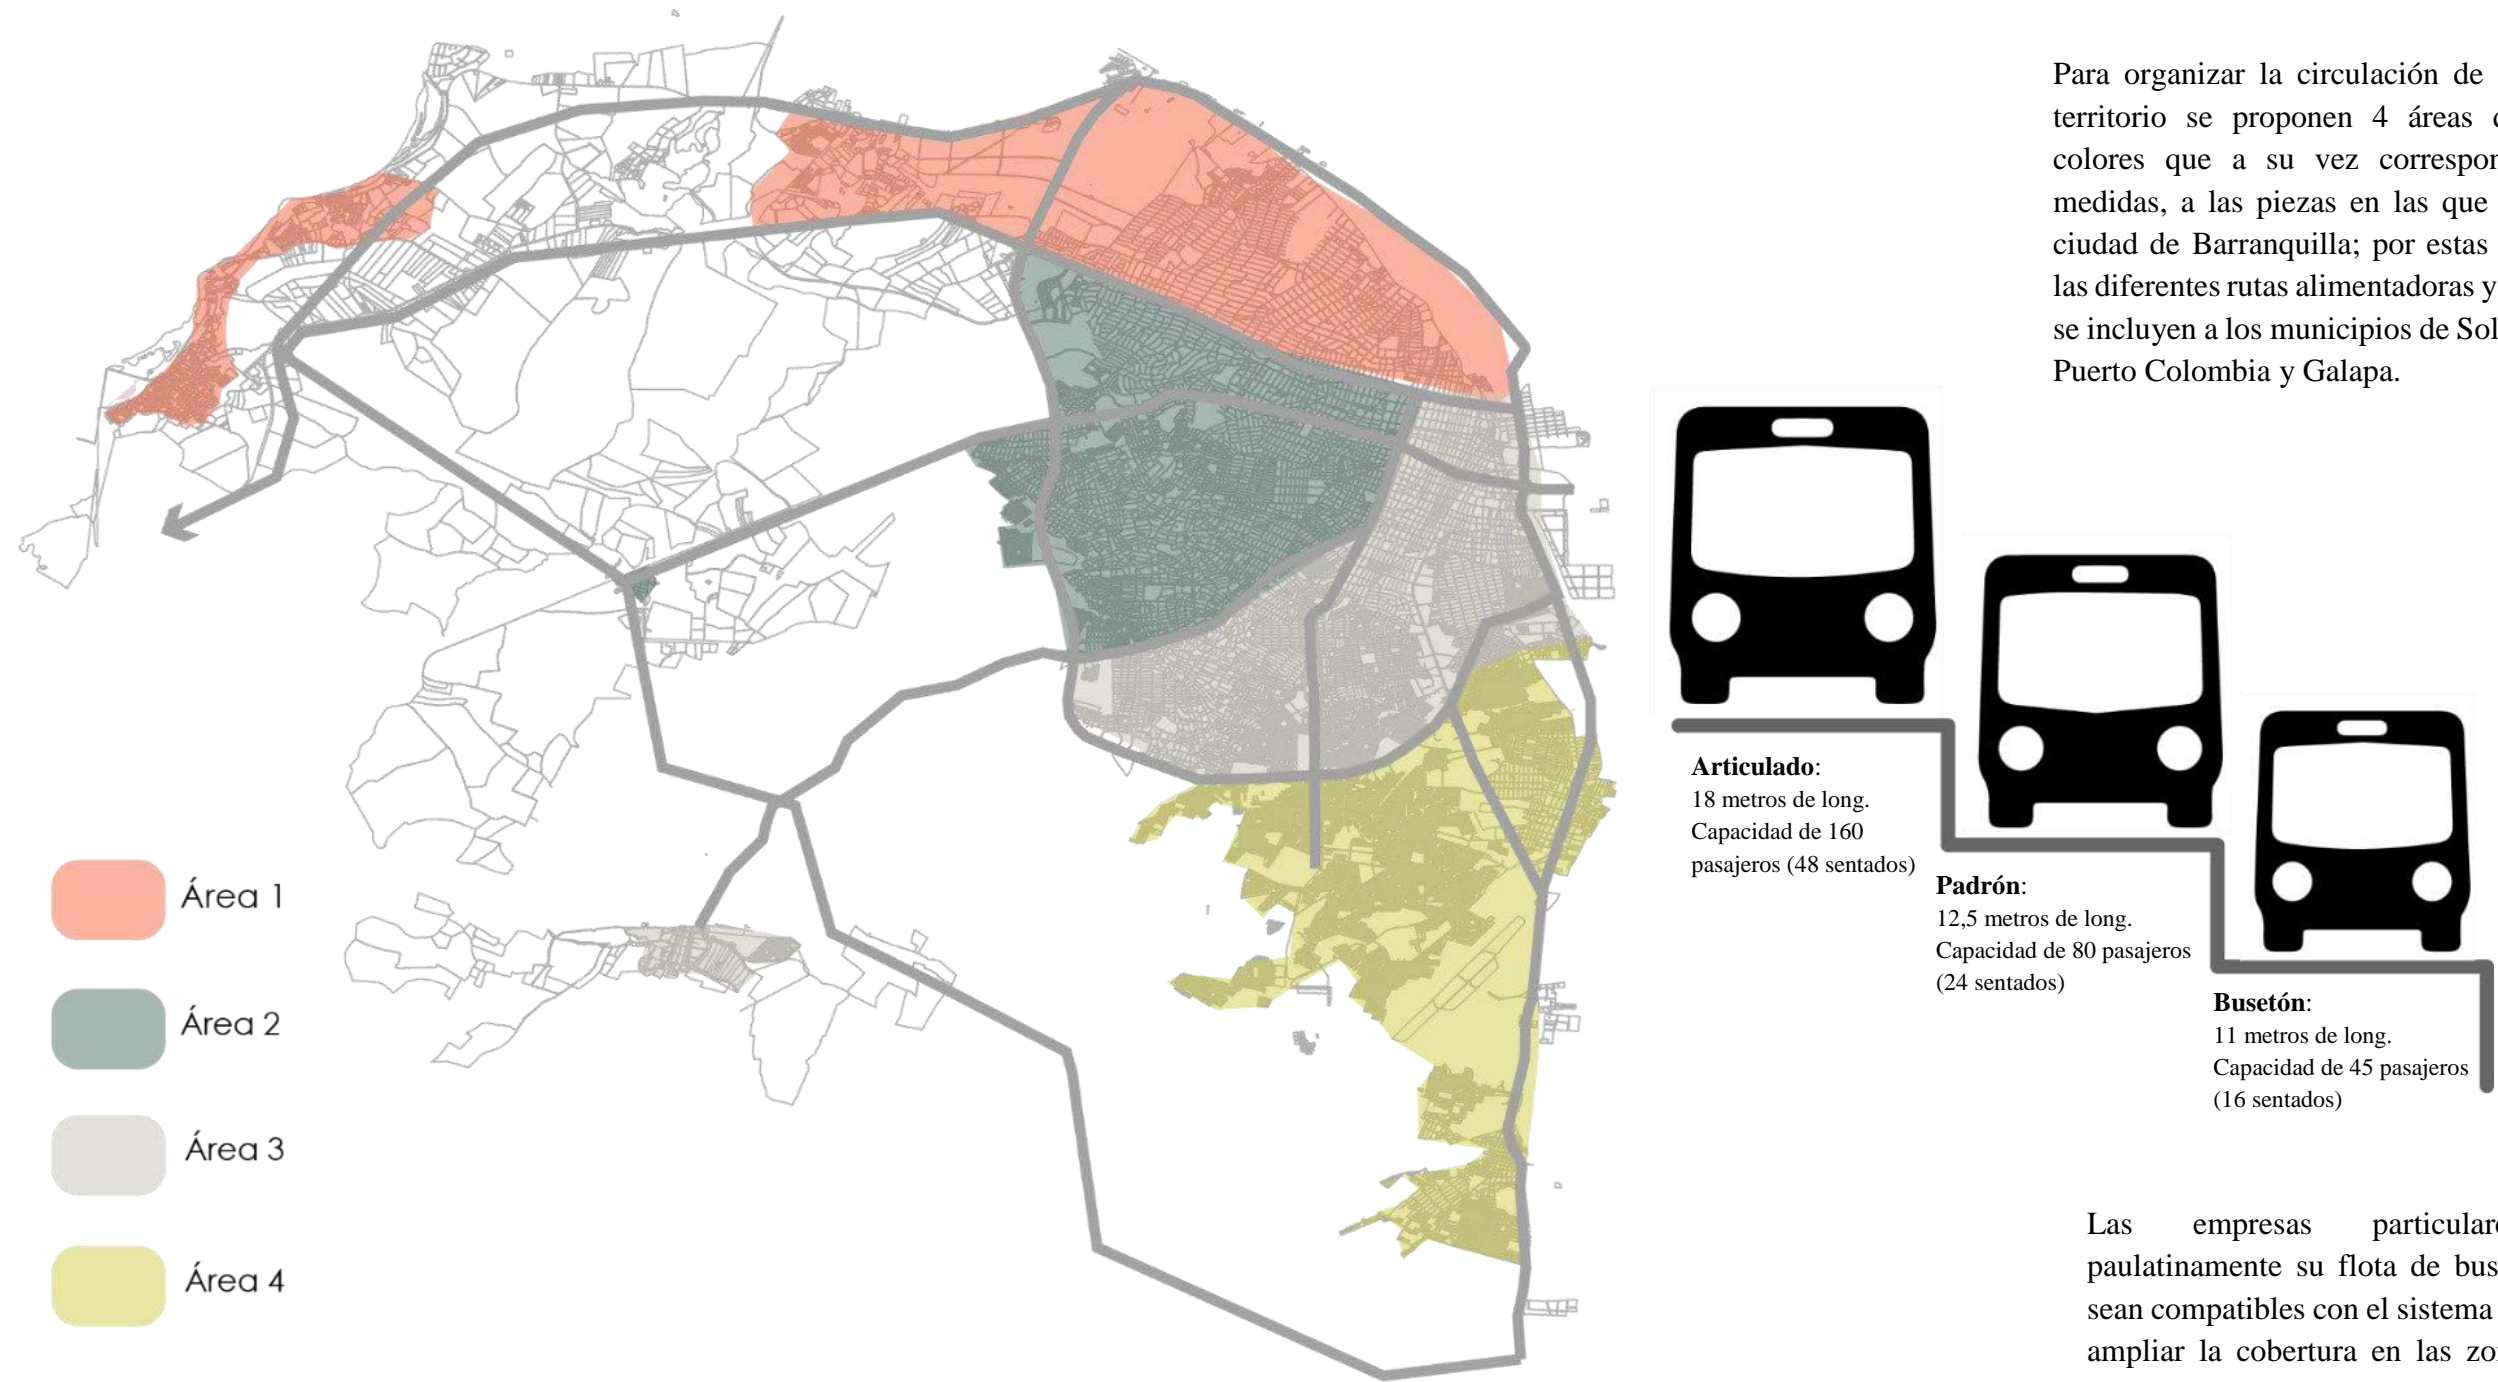 Para organizar la circulación de
territorio se proponen 4 áreas
colores que a su vez
medidas, a las piezas en las que
ciudad de Barranquilla; por estas
las diferentes rutas alimentadoras y
se incluyen a los municipios de
Puerto Colombia y Galapa.
Articulado:
18 metros de long.
Capacidad de 160
pasajeros (48 sentados)
Padrón:
12,5 metros de long.
Capacidad de 80 pasajeros
(24 sentados)
Busetón:
11 metros de long.
Capacidad de 45 pasajeros
(16 sentados)
Área 1
Área 2
Área 3
Área 4
Las empresas
paulatinamente su flota de
sean compatibles con el sistema
ampliar la cobertura en las